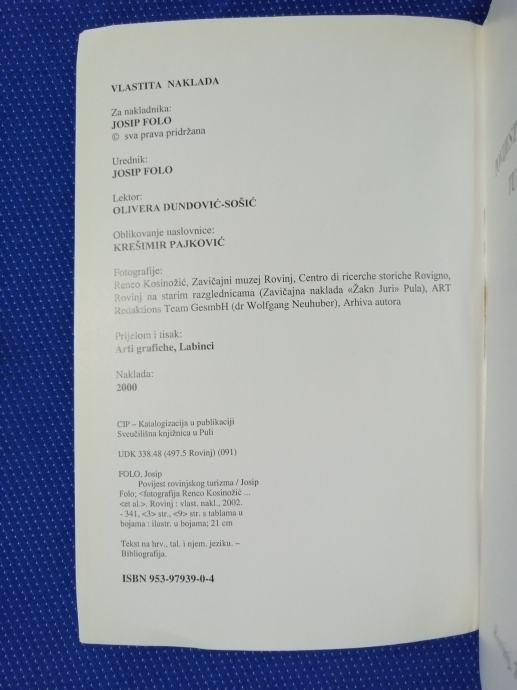 VLASTITA NAKLADA
Za nakladnika:
JOSIP FOLO
© sva prava pridržana
Urednik:
JOSIP FOLO
Lektor:
OLIVERA DUNDOVIĆ-SOŠIĆ
Oblikovanje naslovnice:
KREŠIMIR PAJKOVIĆ
Fotografije:
Renco Kosinožić, Zavičajni muzej Rovinj, Centro di ricerche storiche Rovigno,
Rovinj na starim razglednicama (Zavičajna naklada «Žakn Juri» Pula), ART
Redaktions Team GesmbH (dr Wolfgang Neuhuber), Arhiva autora
Prijelom i tisak:
Arti grafiche, Labinci
Naklada:
2000
CIP – Katalogizacija u publikaciji
Sveučilišna knjižnica u Puli
UDK 338.48 (497.5 Rovinj) (091)
FOLO, Josip
Povijest rovinjskog turizma / Josip
Folo; <fotografija Renco Kosinožić ...
<et al.>. Rovinj : vlast. nakl., 2002.
- 341, <3> str., <9> str. s tablama u
bojama : ilustr. u bojama; 21 cm
Tekst na hrv., tal. i njem. jeziku. –
Bibliografija.
ISBN 953-97939-0-4